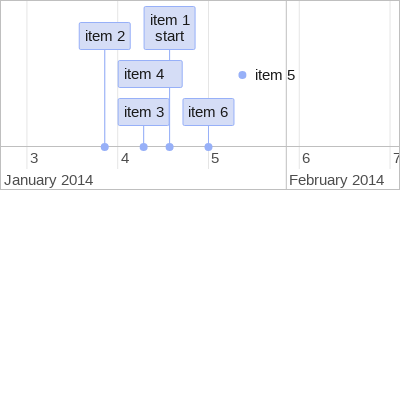 item 1
start
item 2
item 4
item 5
item 3
item 6
3
4
5
6
7
January 2014
February 2014